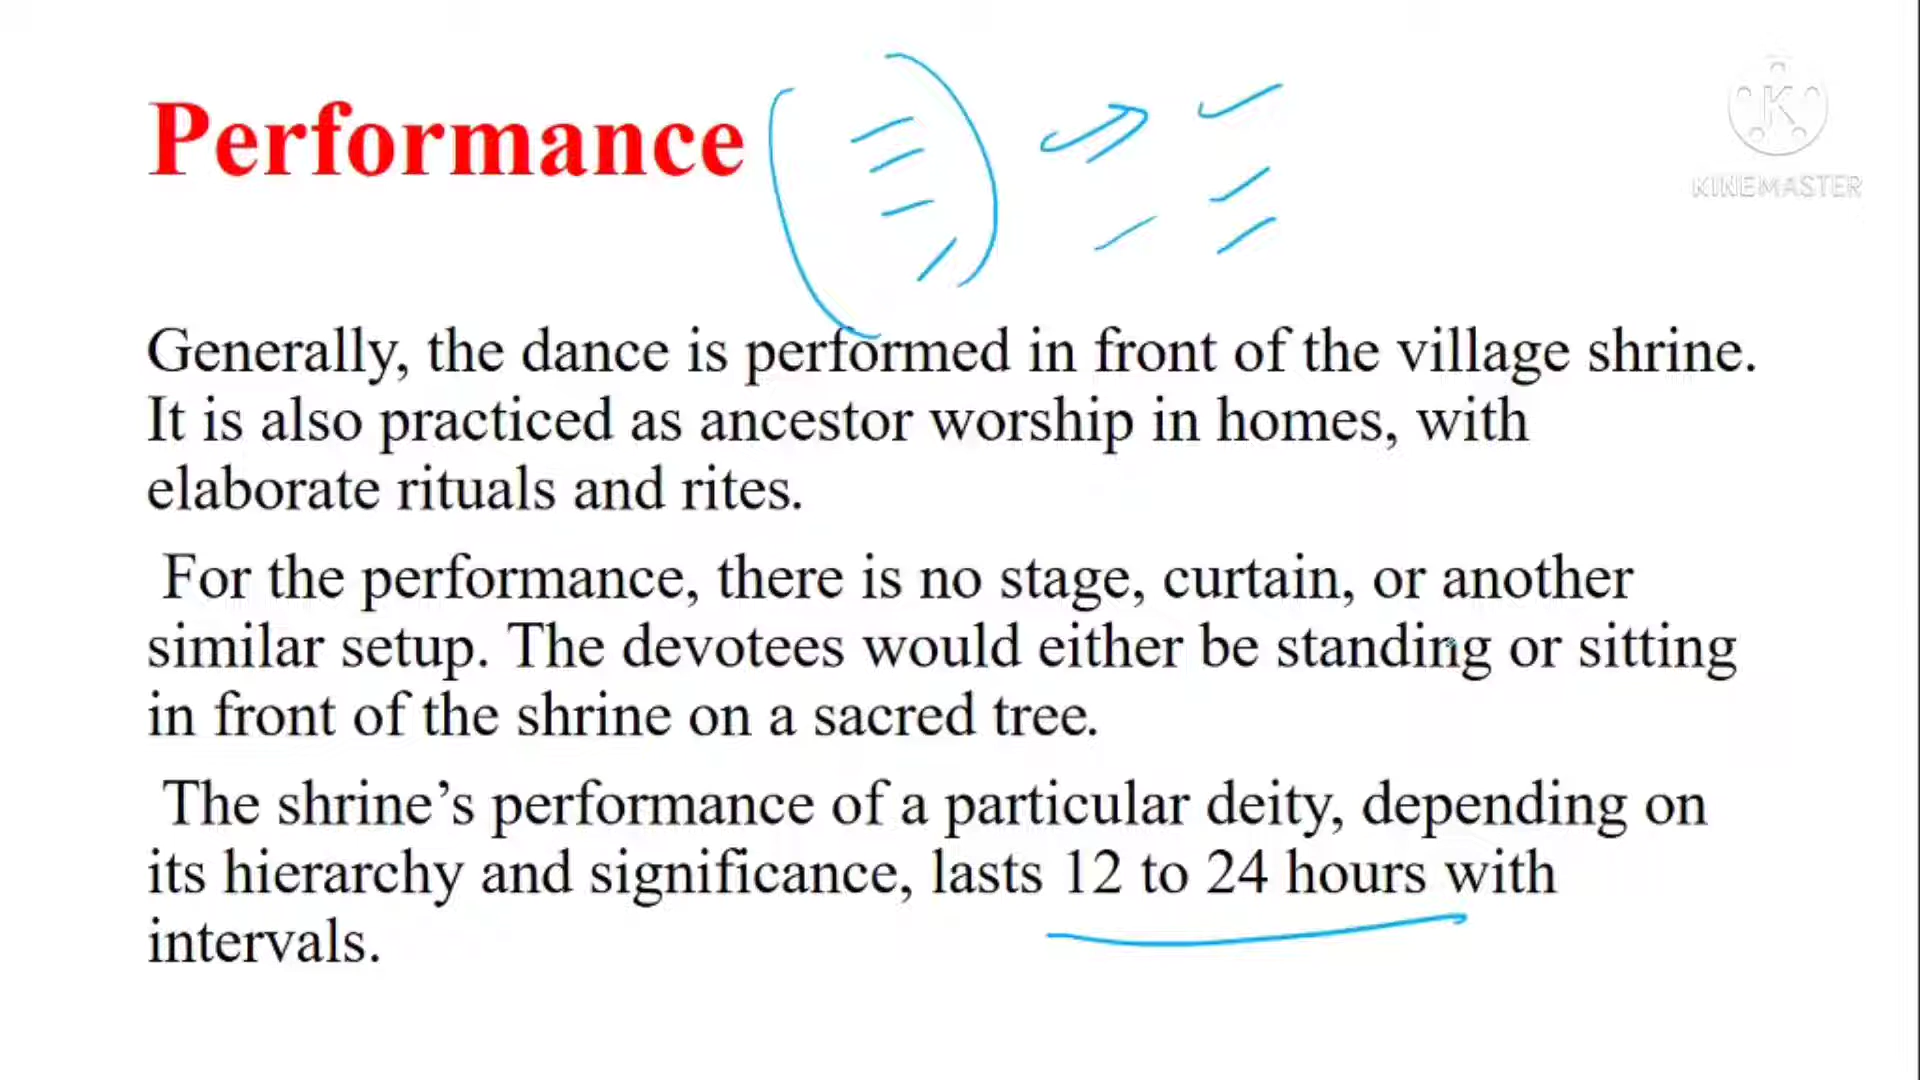 Performance
KINEMASTER
Generally, the dance is performed in front of the village shrine.
It is also practiced as ancestor worship in homes, with
elaborate rituals and rites.
For the performance, there is no stage, curtain, or another
similar setup. The devotees would either be standing or sitting
in front of the shrine on a sacred tree.
The shrine’s performance of a particular deity, depending on
its hierarchy and significance, lasts 12 to 24 hours with
intervals.